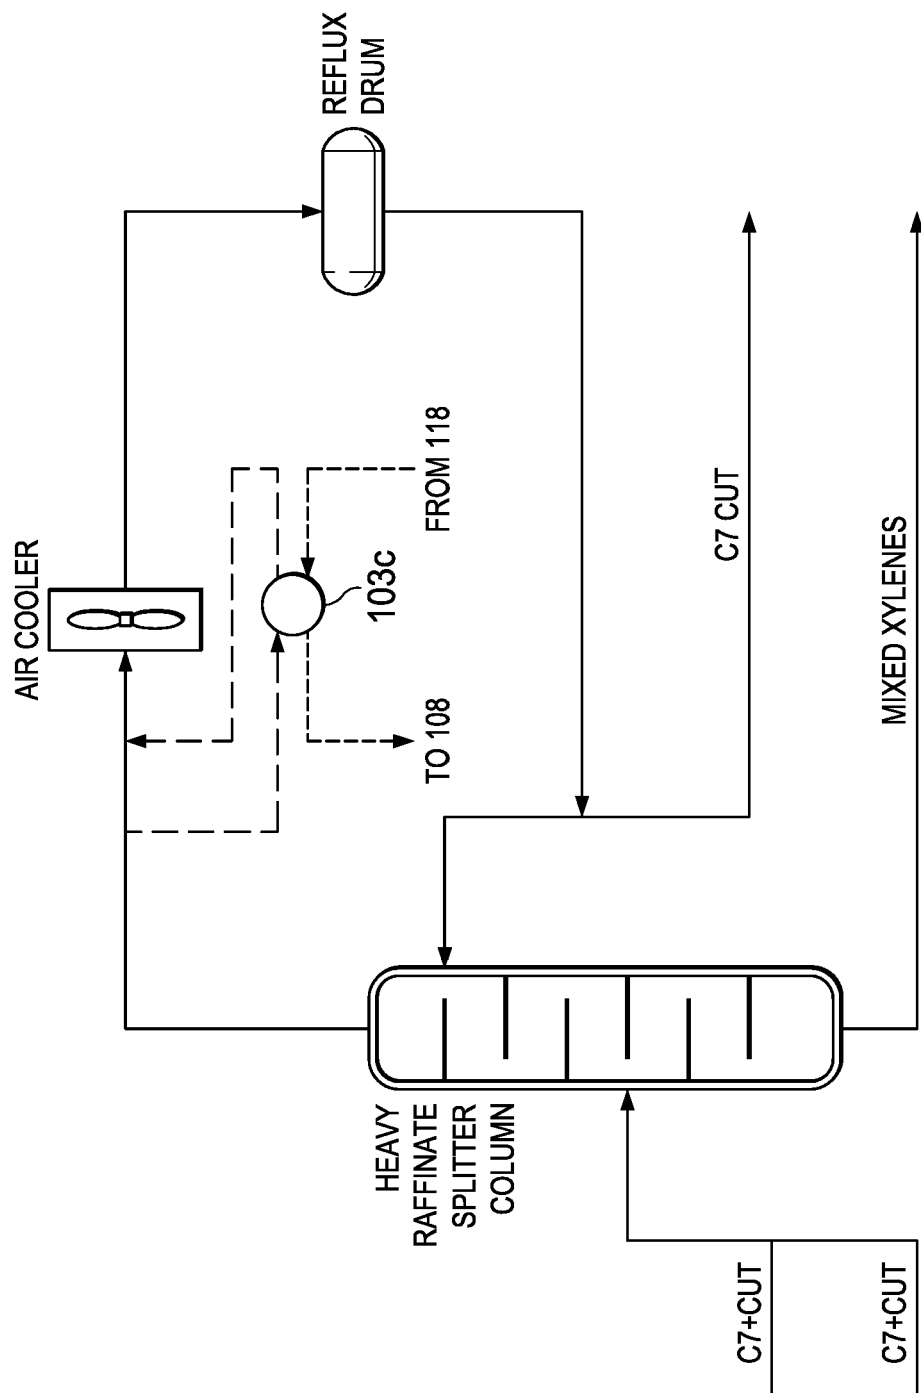 REFLUX
DRUM
AIR COOLER
FROM 118
103c
TO 108
C7 CUT
MIXED XYLENES
HEAVY
RAFFINATE
SPLITTER
COLUMN
C7+CUT
C7+CUT